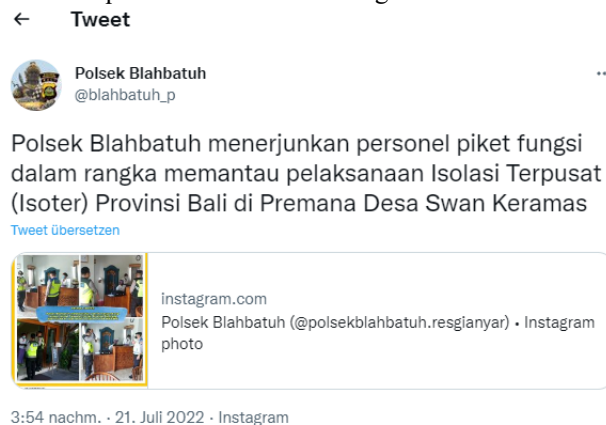 ← Tweet
Polsek Blahbatuh
@blahbatuh_p
Polsek Blahbatuh menerjunkan personel piket fungsi
dalam rangka memantau pelaksanaan Isolasi Terpusat
(Isoter) Provinsi Bali di Premana Desa Swan Keramas
Tweet übersetzen
instagram.com
Polsek Blahbatuh (@polsekblahbatuh.resgianyar) • Instagram
photo
3:54 nachm. · 21. Juli 2022 · Instagram